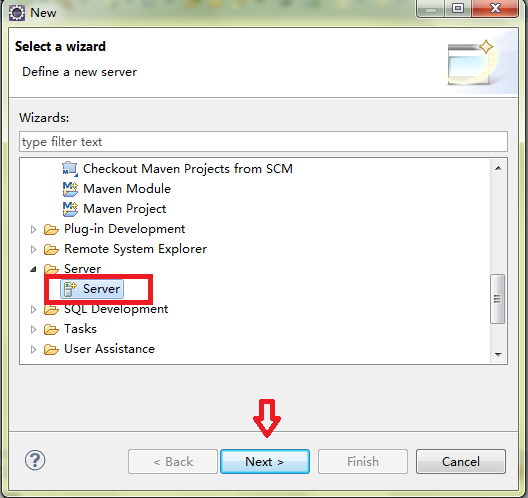 New
Select a wizard
Define a new server
Wizards:
type filter text
Checkout Maven Projects from SCM
Maven Module
Maven Project
Plug-in Development
Remote System Explorer
Server
Server
SQL Development
Tasks
User Assistance
?
< Back
Next >
Finish
Cancel